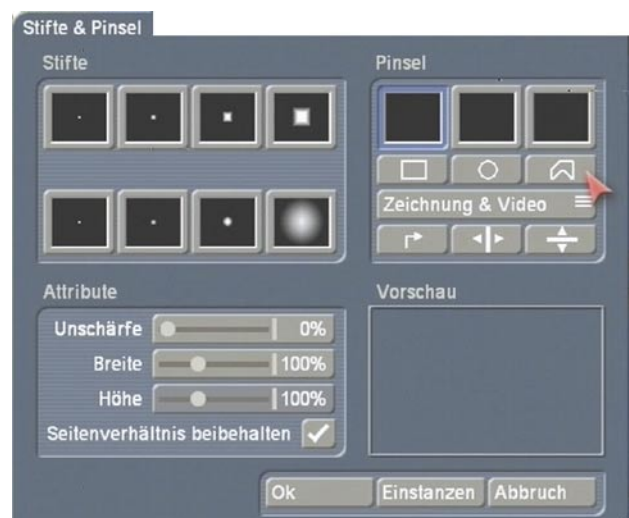 Stifte & Pinsel
Stifte
Pinsel
Zeichnung & Video
Attribute
Unschärfe 0%
Breite 100%
Höhe 100%
Seitenverhältnis beibehalten
Vorschau
Ok Einstanzen Abbruch